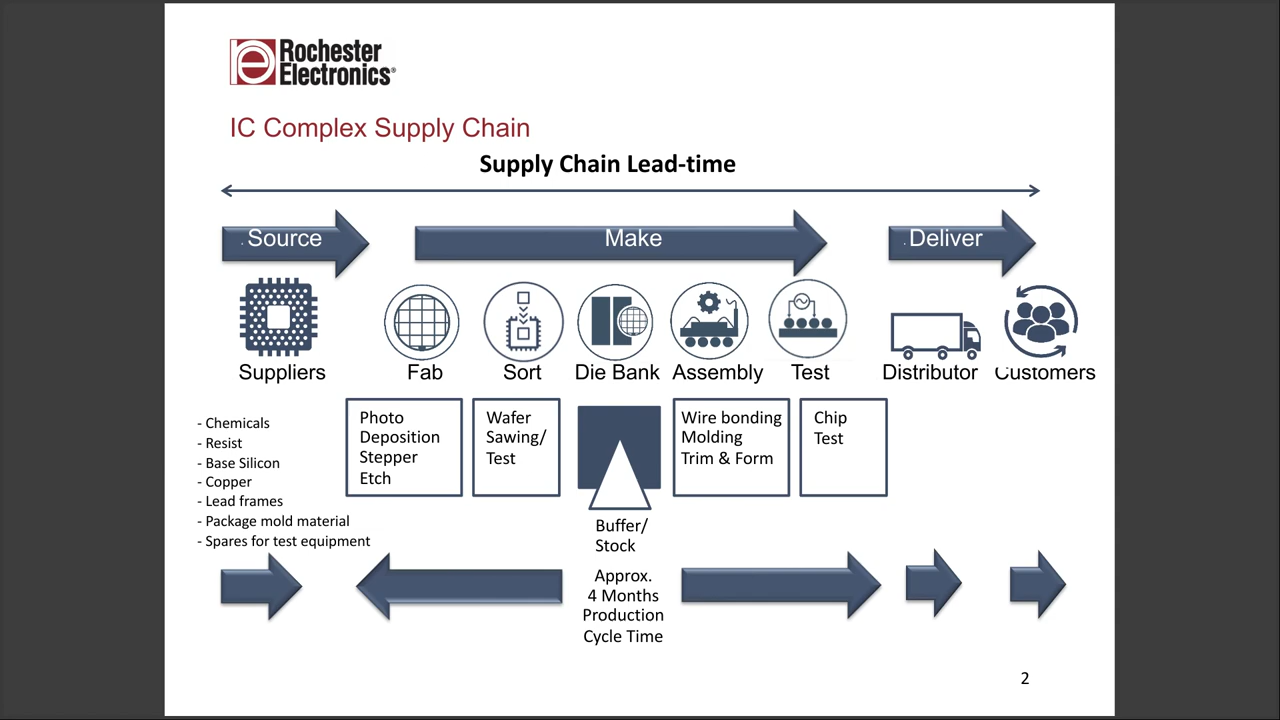 Rochester
Electronics®
IC Complex Supply Chain
Supply Chain Lead-time
. Source
Make
. Deliver
Suppliers
Fab
Sort
Die Bank
Assembly
Test
Distributor
Customers
- Chemicals
- Resist
- Base Silicon
- Copper
- Lead frames
- Package mold material
- Spares for test equipment
Photo
Deposition
Stepper
Etch
Wafer
Sawing/
Test
Buffer/
Stock
Wire bonding
Molding
Trim & Form
Chip
Test
Approx.
4 Months
Production
Cycle Time
2